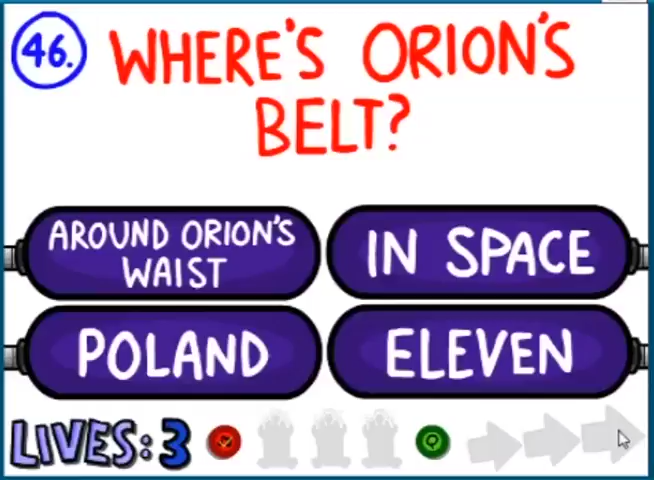 46.
WHERE'S ORION'S
BELT?
AROUND ORION'S
WAIST
IN SPACE
POLAND
ELEVEN
LIVES: 3